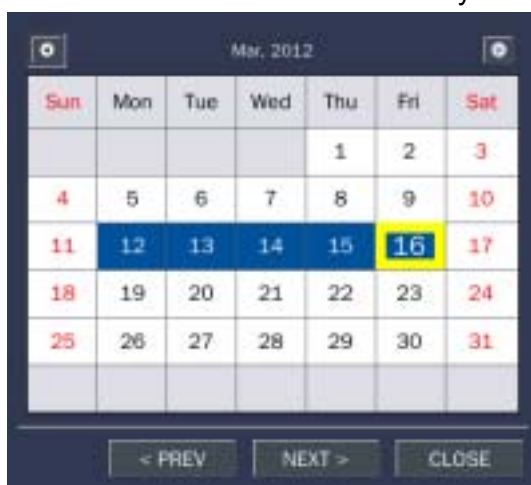 Mar. 2012
Sun Mon Tue Wed Thu Fri Sat
1 2 3
4 5 6 7 8 9 10
11 12 13 14 15 16 17
18 19 20 21 22 23 24
25 26 27 28 29 30 31
< PREV NEXT > CLOSE